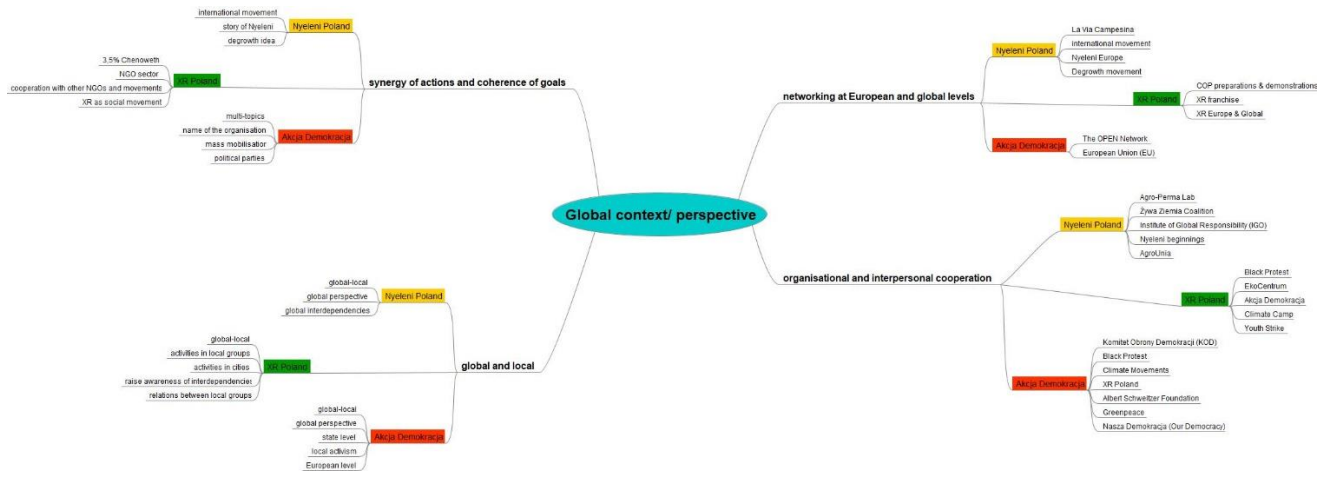 international movement
story of Nyeleni
degrowth idea
Nyeleni Poland
3,5% Chenoweth
NGO sector
cooperation with other NGOs and movements
XR as social movement
XR Poland
synergy of actions and coherence of goals
multi-topics
name of the organisation
mass mobilisatior
political parties
Akcja Demokracja
La Via Campesina
international movement
Nyeleni Europe
Degrowth movement
Nyeleni Poland
networking at European and global levels
XR Poland
COP preparations & demonstrations
XR franchise
XR Europe & Global
Akcja Demokracja
The OPEN Network
European Union (EU)
Global context/ perspective
global-local
global perspective
global interdependencies
Nyeleni Poland
global-local
activities in local groups
activities in cities
raise awareness of interdependencies
relations between local groups
XR Poland
global and local
global-local
global perspective
state level
local activism
European level
Akcja Demokracja
Nyeleni Poland
Agro-Perma Lab
Żywa Ziemia Coalition
Institute of Global Responsibility (IGO)
Nyeleni beginnings
AgroUnia
organisational and interpersonal cooperation
XR Poland
Black Protest
EkoCentrum
Akcja Demokracja
Climate Camp
Youth Strike
Akcja Demokracja
Komitat Obrony Demokracji (KOD)
Black Protest
Climate Movements
XR Poland
Albert Schweitzer Foundation
Greenpeace
Nasza Demokracja (Our Democracy)